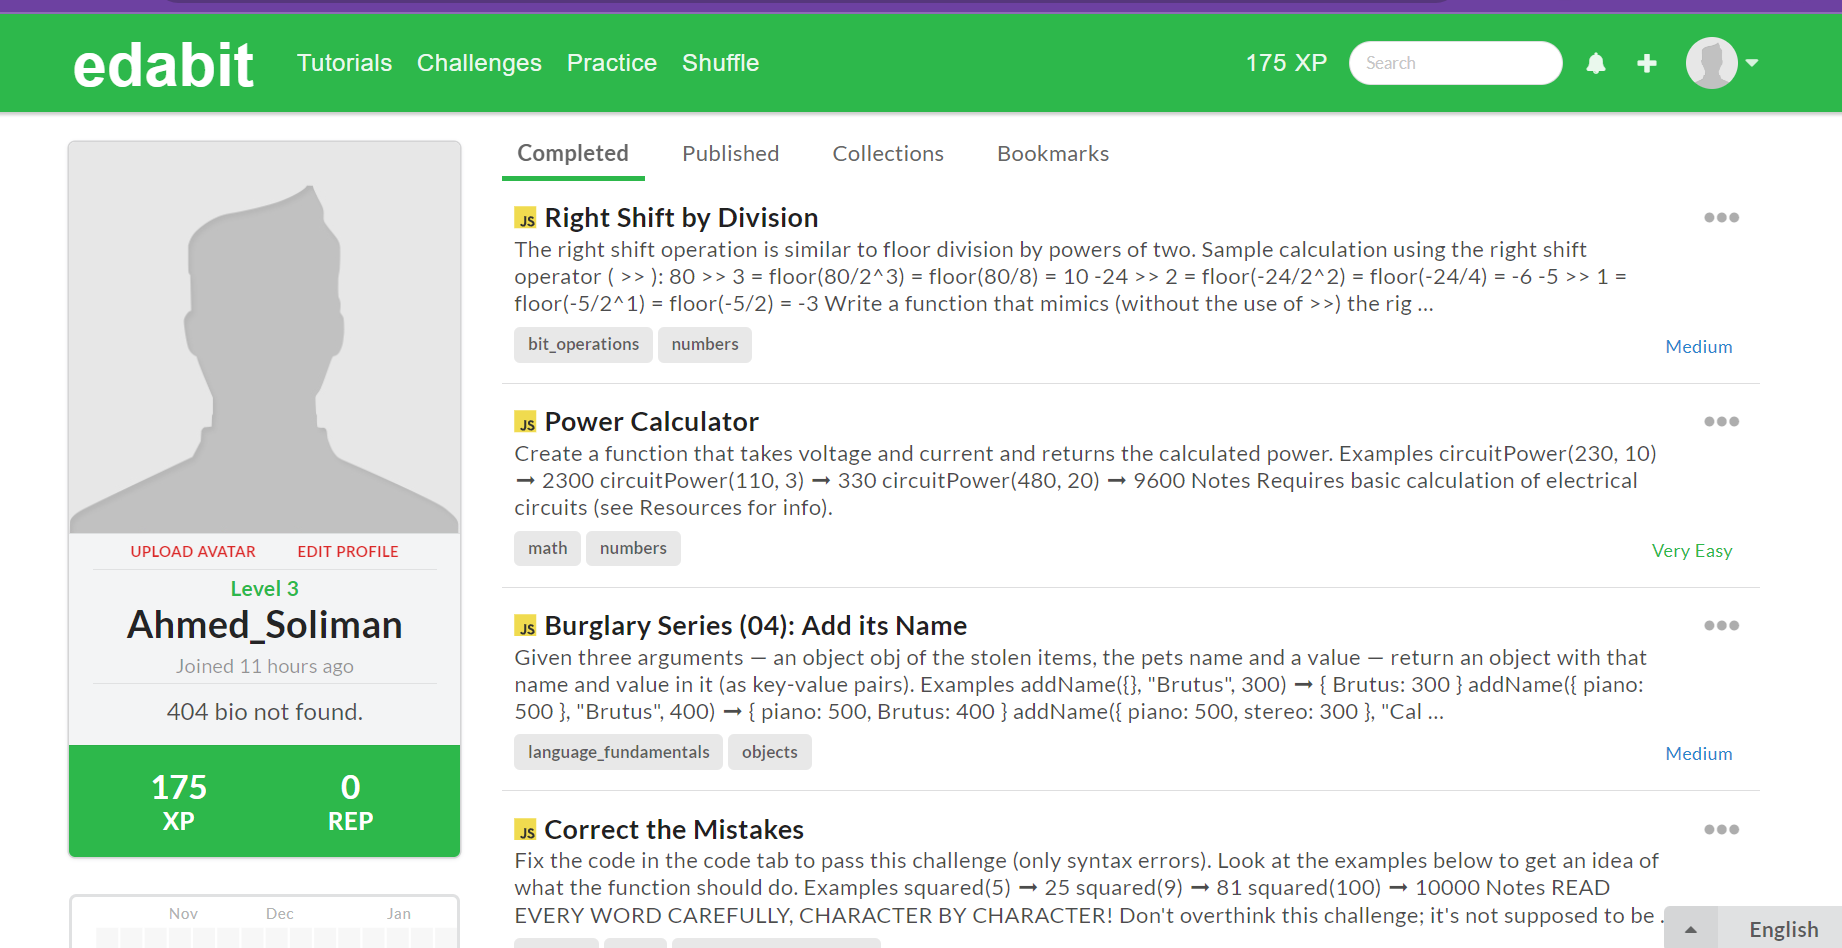 edabit
Tutorials Challenges Practice Shuffle
175 XP
Search
UPLOAD AVATAR EDIT PROFILE
Level 3
Ahmed_Soliman
Joined 11 hours ago
404 bio not found.
175 0
XP REP
Nov Dec Jan
Completed Published Collections Bookmarks
JS Right Shift by Division
The right shift operation is similar to floor division by powers of two. Sample calculation using the right shift
operator ( >> ): 80 >> 3 = floor(80/2^3) = floor(80/8) = 10 -24 >> 2 = floor(-24/2^2) = floor(-24/4) = -6 -5 >> 1 =
floor(-5/2^1) = floor(-5/2) = -3 Write a function that mimics (without the use of >>) the rig ...
bit_operations numbers
Medium
JS Power Calculator
Create a function that takes voltage and current and returns the calculated power. Examples circuitPower(230, 10)
➞ 2300 circuitPower(110, 3) ➞ 330 circuitPower(480, 20) ➞ 9600 Notes Requires basic calculation of electrical
circuits (see Resources for info).
math numbers
Very Easy
JS Burglary Series (04): Add its Name
Given three arguments — an object obj of the stolen items, the pets name and a value — return an object with that
name and value in it (as key-value pairs). Examples addName({}, "Brutus", 300) ➞ { Brutus: 300 } addName({ piano:
500 }, "Brutus", 400) ➞ { piano: 500, Brutus: 400 } addName({ piano: 500, stereo: 300 }, "Cal ...
language_fundamentals objects
Medium
JS Correct the Mistakes
Fix the code in the code tab to pass this challenge (only syntax errors). Look at the examples below to get an idea of
what the function should do. Examples squared(5) ➞ 25 squared(9) ➞ 81 squared(100) ➞ 10000 Notes READ
EVERY WORD CAREFULLY, CHARACTER BY CHARACTER! Don't overthink this challenge; it's not supposed to be .
English